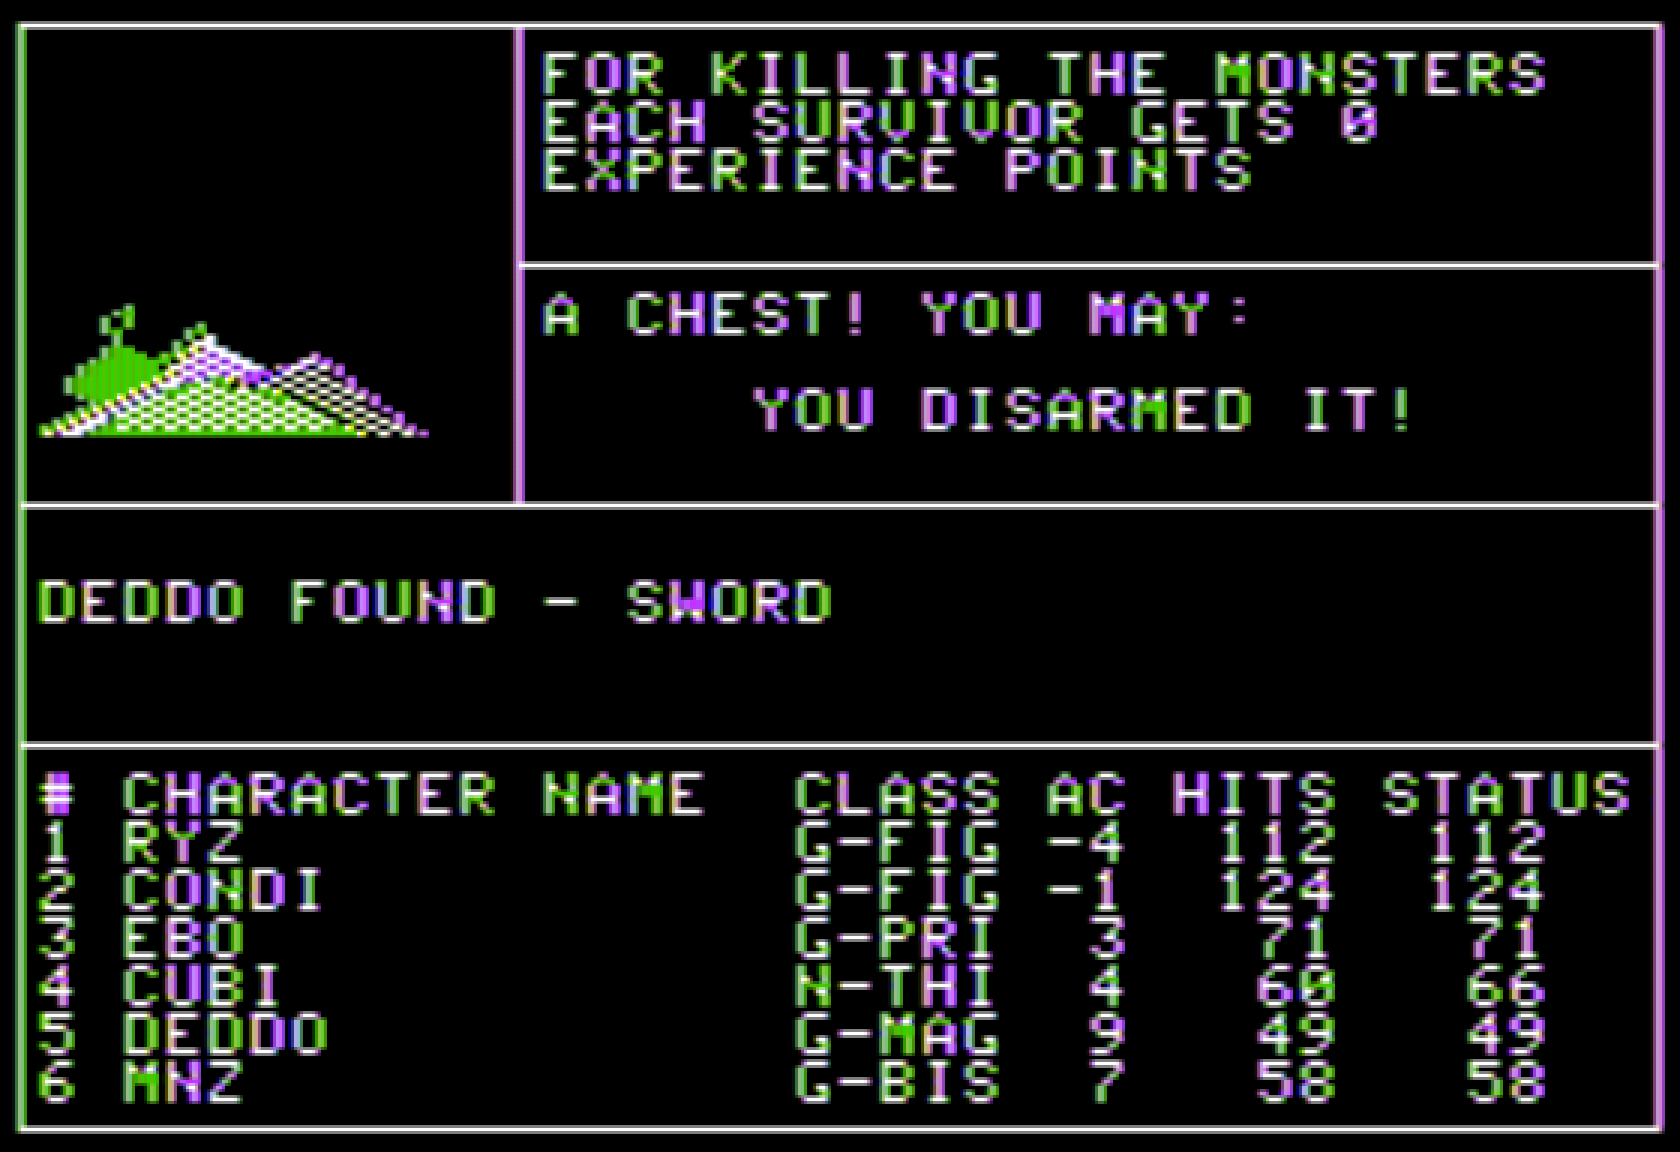 FOR KILLING THE MONSTERS
EACH SURVIVOR GETS 0
EXPERIENCE POINTS
A CHEST! YOU MAY:
YOU DISARMED IT!
DEDDO FOUND - SWORD
# CHARACTER NAME CLASS AC HITS STATUS
1 RYZ G-FIG -4 112 112
2 CONDI G-FIG -1 124 124
3 EBO G-PRI 3 71 71
4 CUBI N-THI 4 60 66
5 DEDDO G-MAG 9 49 49
6 MNZ G-BIS 7 58 58